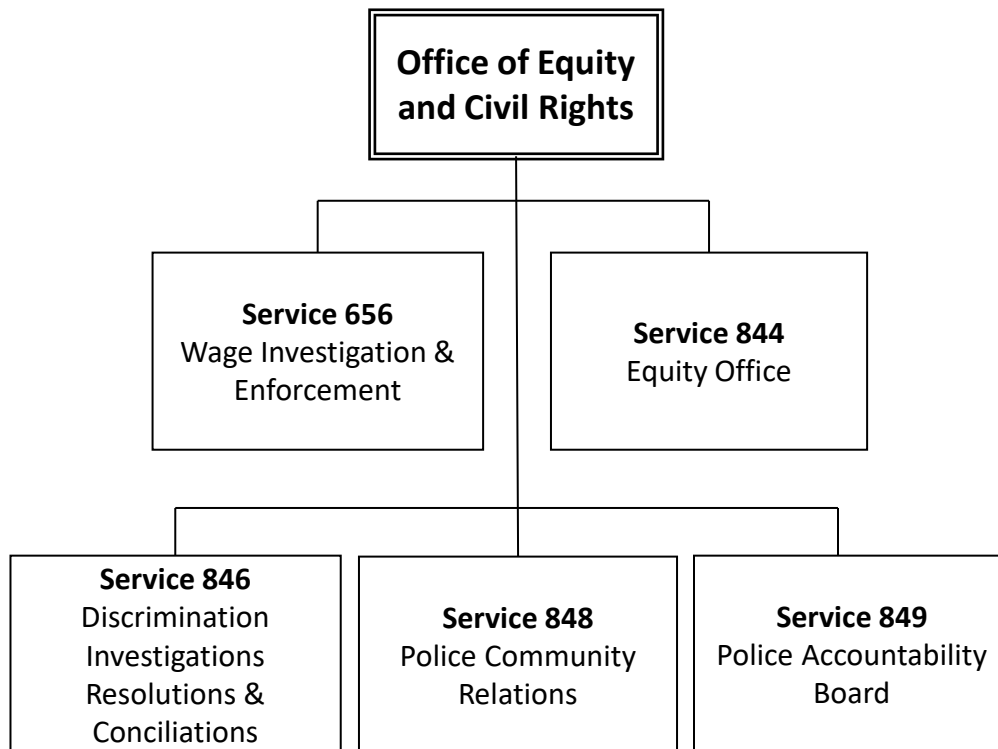 Office of Equity
and Civil Rights
Service 656
Wage Investigation &
Enforcement
Service 844
Equity Office
Service 846
Discrimination
Investigations
Resolutions &
Conciliations
Service 848
Police Community
Relations
Service 849
Police Accountability
Board